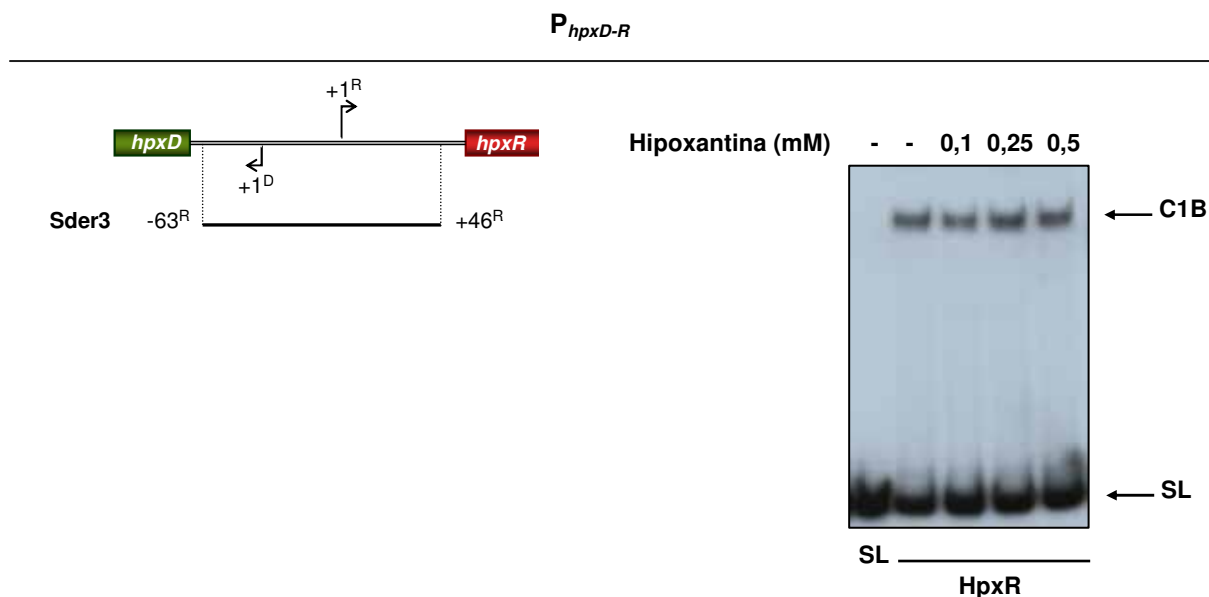 P hpxD-R
+1R
hpxD
hpxR
+1D
Sder3 -63R +46R
Hipoxantina (mM) - - 0,1 0,25 0,5
C1B
SL
SL
HpxR